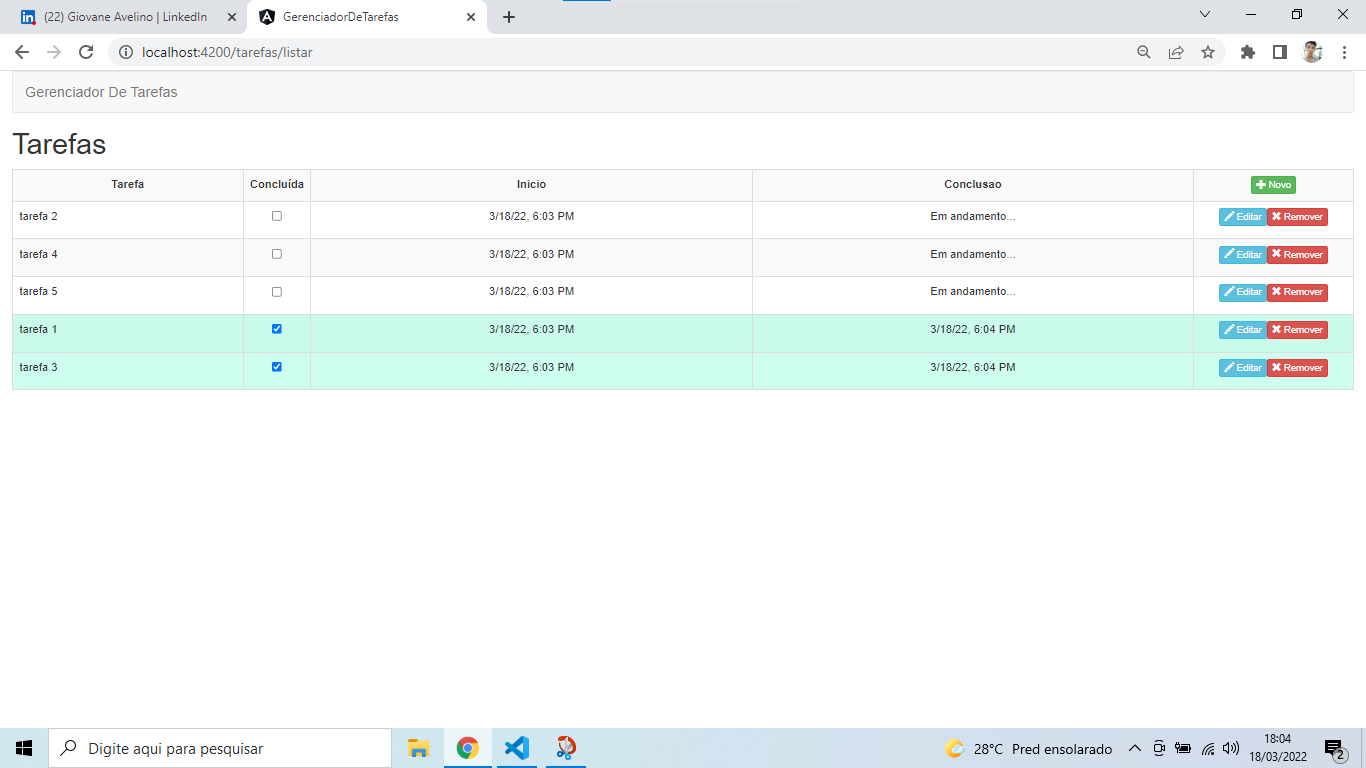 (22) Giovane Avelino | LinkedIn GerenciadorDeTarefas
localhost:4200/tarefas/listar
Gerenciador De Tarefas
Tarefas
Tarefa Concluída Inicio Conclusao Novo
tarefa 2 3/18/22, 6:03 PM Em andamento... Editar Remover
tarefa 4 3/18/22, 6:03 PM Em andamento... Editar Remover
tarefa 5 3/18/22, 6:03 PM Em andamento... Editar Remover
tarefa 1 3/18/22, 6:03 PM 3/18/22, 6:04 PM Editar Remover
tarefa 3 3/18/22, 6:03 PM 3/18/22, 6:04 PM Editar Remover
Digite aqui para pesquisar 28°C Pred ensolarado 18:04
18/03/2022 2